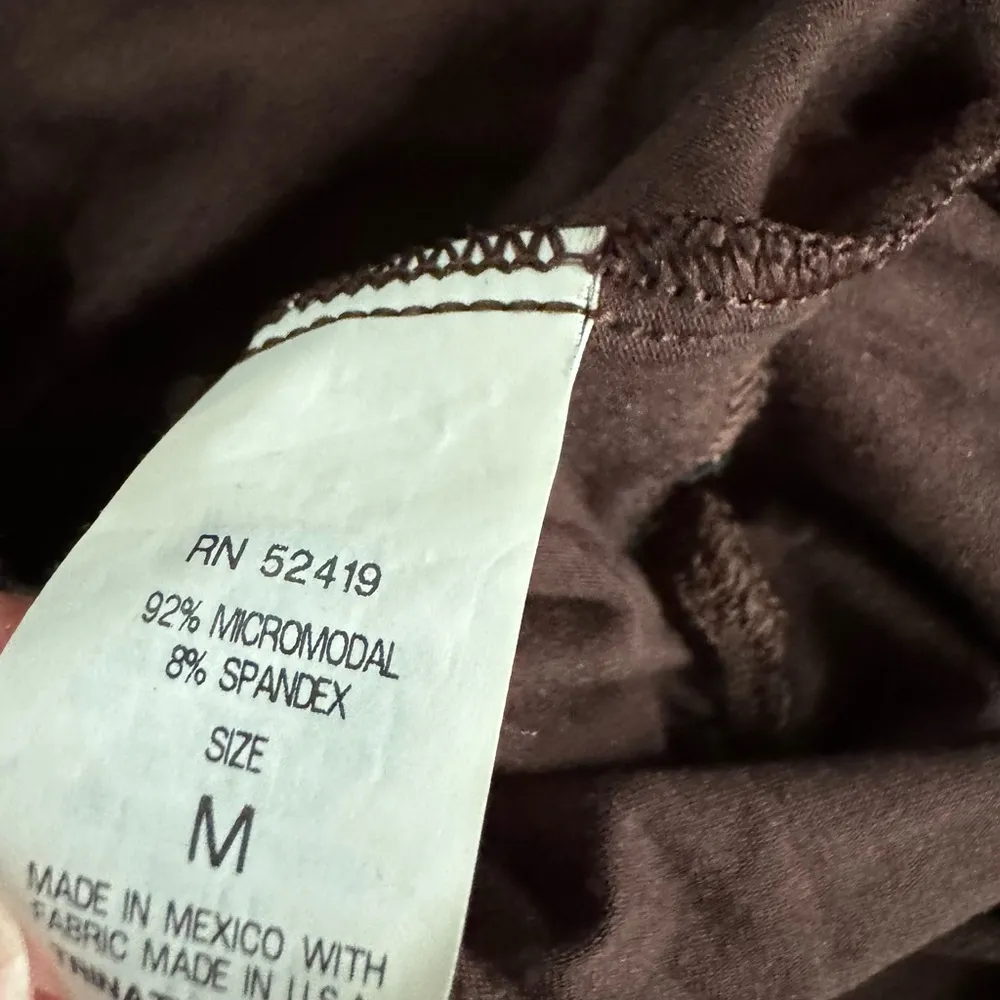 RN 52419
92% MICROMODAL
8% SPANDEX
SIZE
M
MADE IN MEXICO WITH
FABRIC MADE IN U.S.A.